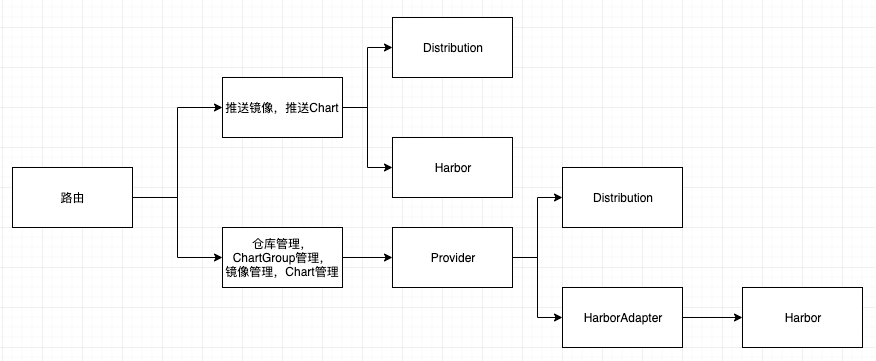 Distribution
推送镜像，推送Chart
Harbor
路由
Distribution
仓库管理，
ChartGroup管理，
镜像管理，Chart管理
Provider
HarborAdapter
Harbor